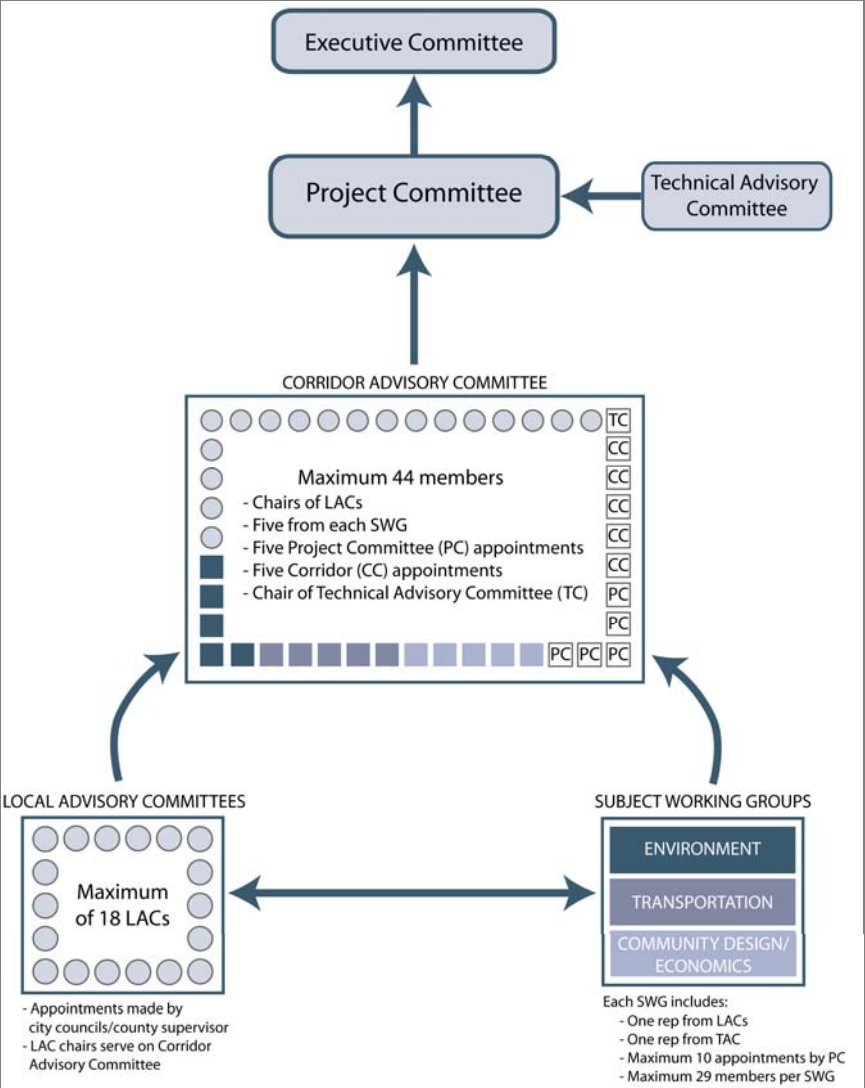 Executive Committee
Project Committee
Technical Advisory
Committee
CORRIDOR ADVISORY COMMITTEE
TC
CC
CC
Maximum 44 members
- Chairs of LACs
CC
- Five from each SWG
CC
- Five Project Committee (PC) appointments
- Five Corridor (CC) appointments
CC
- Chair of Technical Advisory Committee (TC)
PC
PC
PC PC PC
LOCAL ADVISORY COMMITTEES
Maximum
of 18 LACs
- Appointments made by
city councils/county supervisor
- LAC chairs serve on Corridor
Advisory Committee
SUBJECT WORKING GROUPS
ENVIRONMENT
TRANSPORTATION
COMMUNITY DESIGN/
ECONOMICS
Each SWG includes:
- One rep from LACs
- One rep from TAC
- Maximum 10 appointments by PC
- Maximum 29 members per SWG